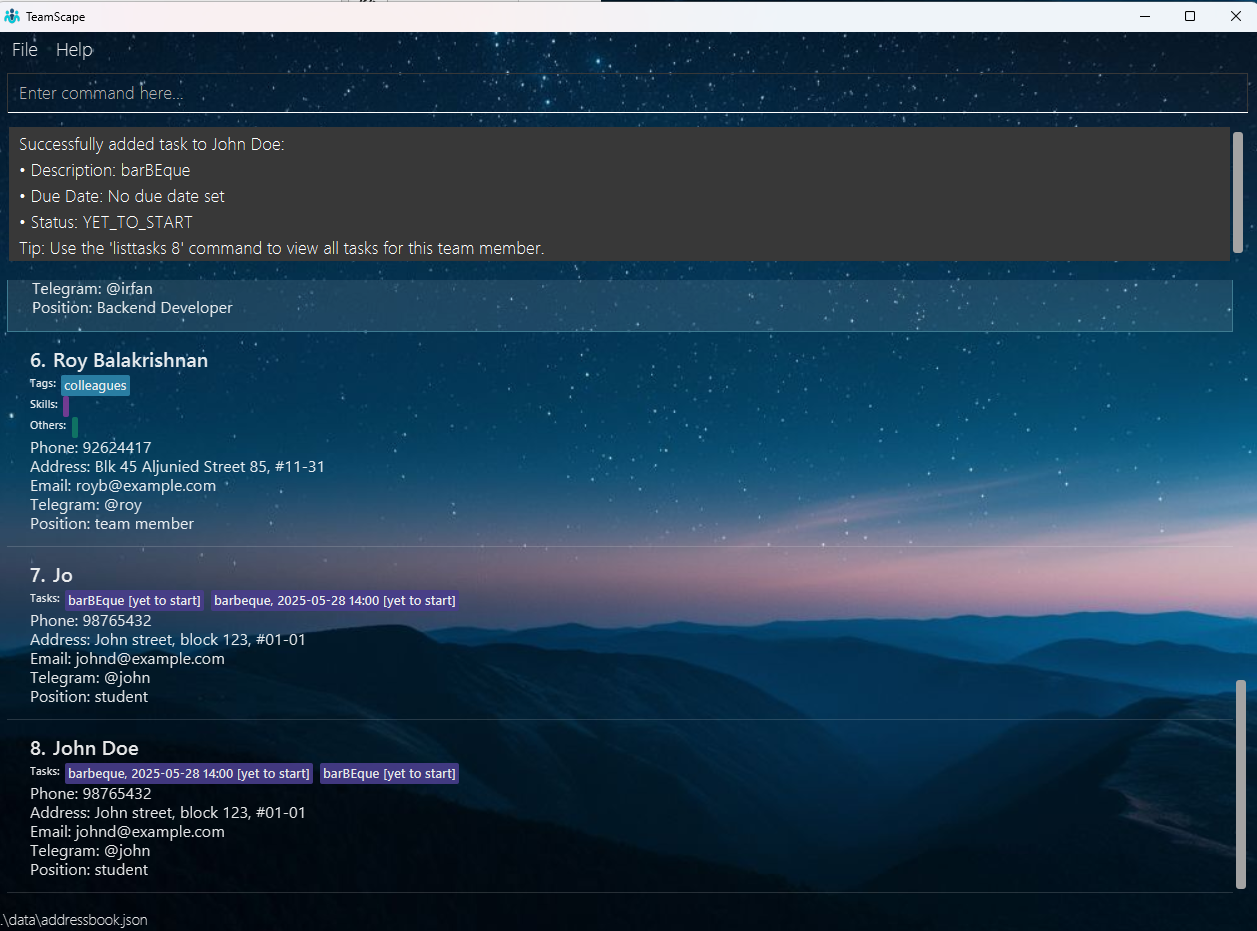 TeamScape
File Help
Enter command here...
Successfully added task to John Doe:
• Description: barBEque
• Due Date: No due date set
• Status: YET_TO_START
Tip: Use the 'listtasks 8' command to view all tasks for this team member.
Telegram: @irfan
Position: Backend Developer
6. Roy Balakrishnan
Tags: colleagues
Skills:
Others:
Phone: 92624417
Address: Blk 45 Aljunied Street 85, #11-31
Email: royb@example.com
Telegram: @roy
Position: team member
7. Jo
Tasks: barBEque [yet to start] barbeque, 2025-05-28 14:00 [yet to start]
Phone: 98765432
Address: John street, block 123, #01-01
Email: johnd@example.com
Telegram: @john
Position: student
8. John Doe
Tasks: barbeque, 2025-05-28 14:00 [yet to start] barBEque [yet to start]
Phone: 98765432
Address: John street, block 123, #01-01
Email: johnd@example.com
Telegram: @john
Position: student
.\data\addressbook.json